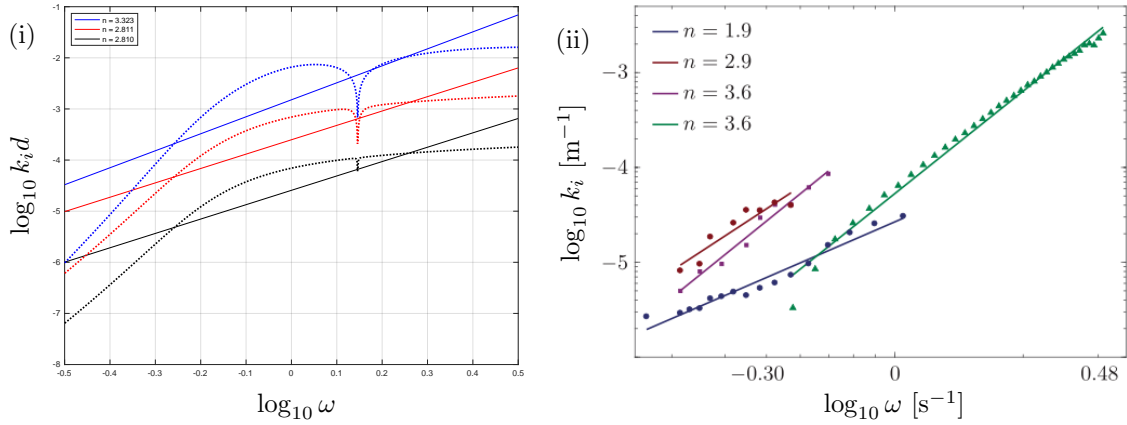 (i)
n = 3.323
n = 2.811
n = 2.810
log₁₀ kᵢd
-1
-2
-3
-4
-5
-6
-7
-8
-0.5 -0.4 -0.3 -0.2 -0.1 0 0.1 0.2 0.3 0.4 0.5
log₁₀ ω
(ii)
n = 1.9
n = 2.9
n = 3.6
n = 3.6
log₁₀ kᵢ [m⁻¹]
−3
−4
−5
−0.30 0 0.48
log₁₀ ω [s⁻¹]